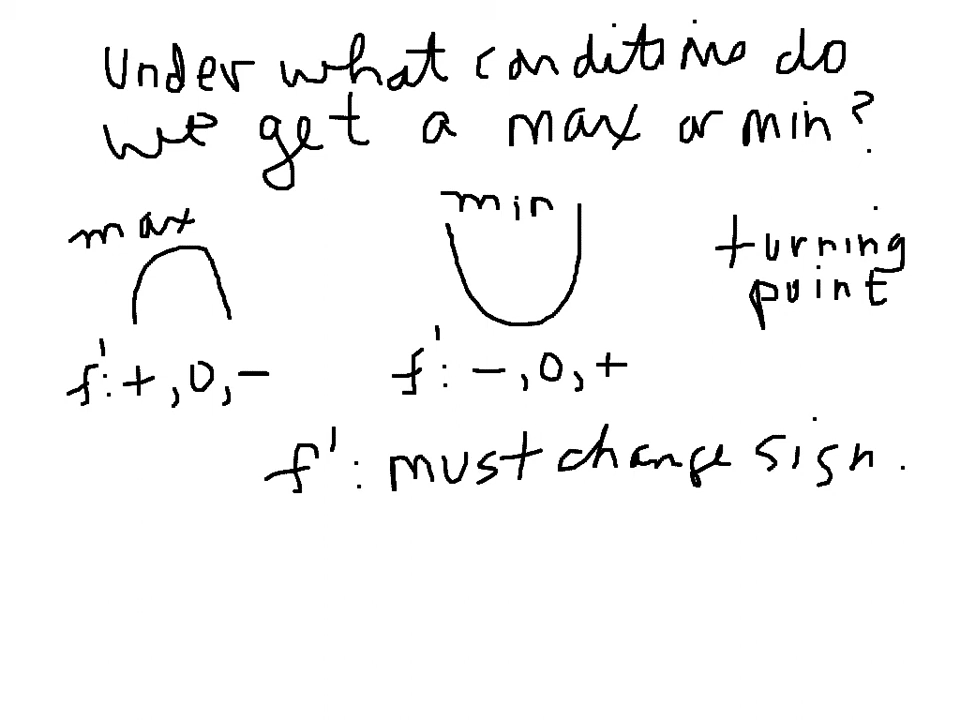 Under what conditions do
we get a max or min?
max
min
turning
point
f': +, 0, -
f': -, 0, +
f': must change sign.